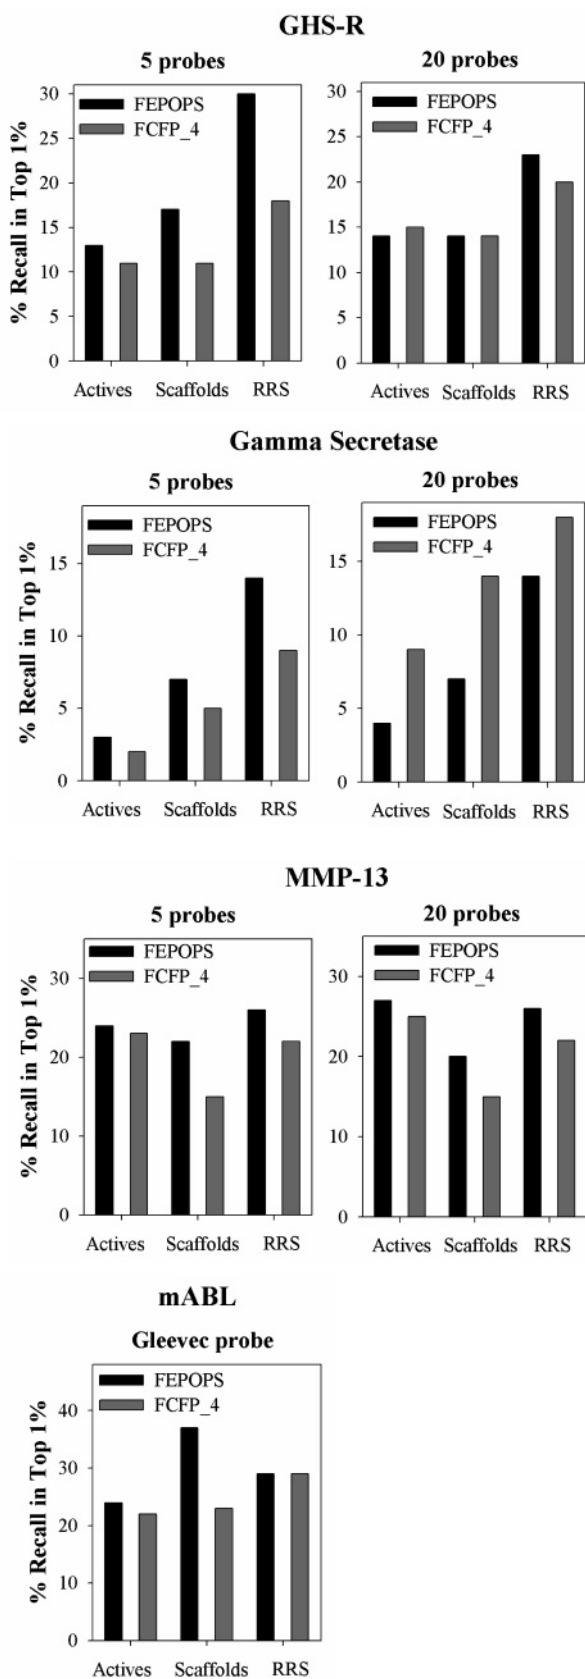 GHS-R
5 probes
20 probes
% Recall in Top 1%
30
25
20
15
10
5
0
FEPOPS
FCFP_4
Actives Scaffolds RRS
30
25
20
15
10
5
0
FEPOPS
FCFP_4
Actives Scaffolds RRS
Gamma Secretase
5 probes
20 probes
% Recall in Top 1%
15
10
5
0
FEPOPS
FCFP_4
Actives Scaffolds RRS
15
10
5
0
FEPOPS
FCFP_4
Actives Scaffolds RRS
MMP-13
5 probes
20 probes
% Recall in Top 1%
30
20
10
0
FEPOPS
FCFP_4
Actives Scaffolds RRS
30
20
10
0
FEPOPS
FCFP_4
Actives Scaffolds RRS
mABL
Gleevec probe
% Recall in Top 1%
40
30
20
10
0
FEPOPS
FCFP_4
Actives Scaffolds RRS